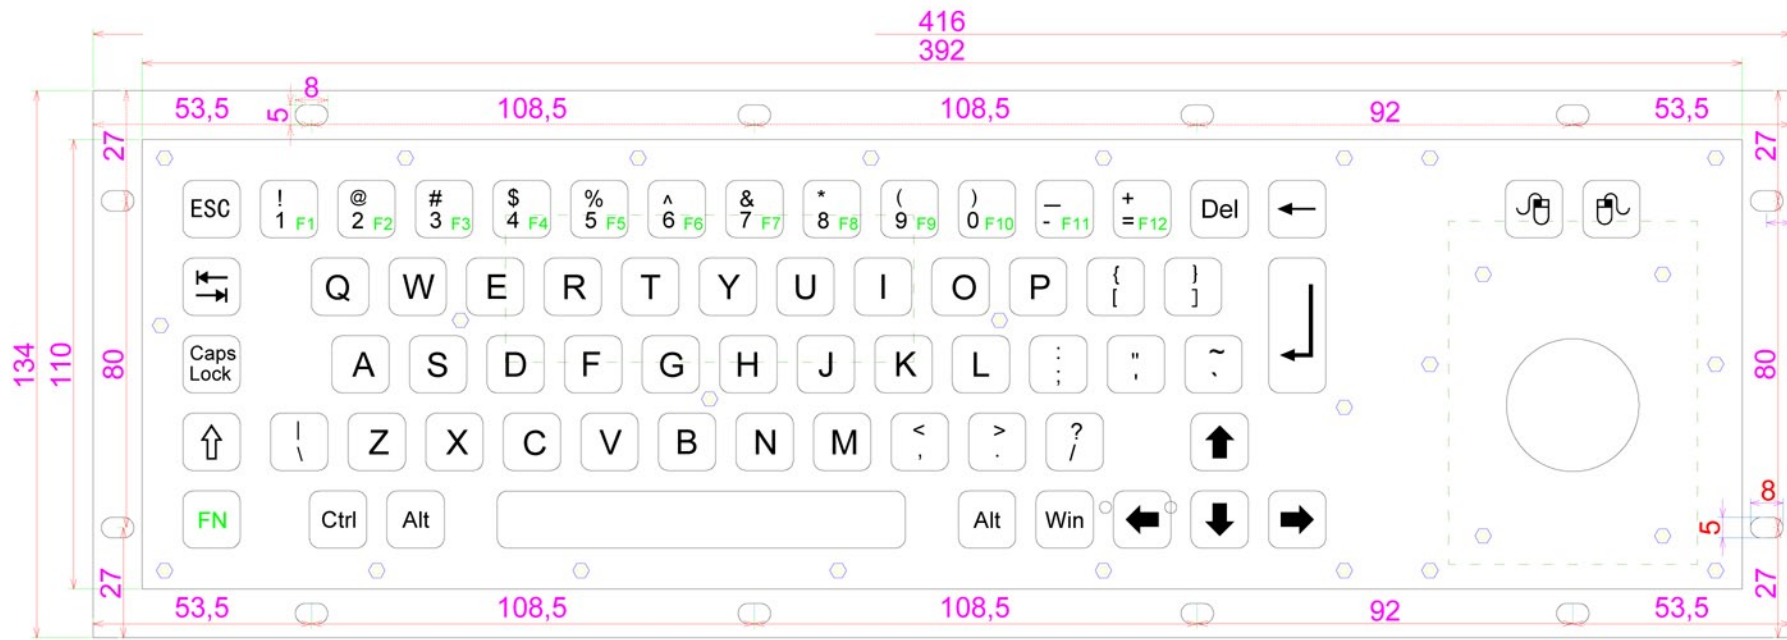 416
392
8
53,5 108,5 108,5 92 53,5
5
27 27
ESC ! 1 F1 @ 2 F2 # 3 F3 $ 4 F4 % 5 F5 ^ 6 F6 & 7 F7 * 8 F8 ( 9 F9 ) 0 F10 _ - F11 + = F12 Del
Q W E R T Y U I O P { [ } ]
134 110 80 80
Caps Lock A S D F G H J K L : ; " ' ~ `
| \ Z X C V B N M < , > . ? /
8
5
FN Ctrl Alt Alt Win
27 27
53,5 108,5 108,5 92 53,5